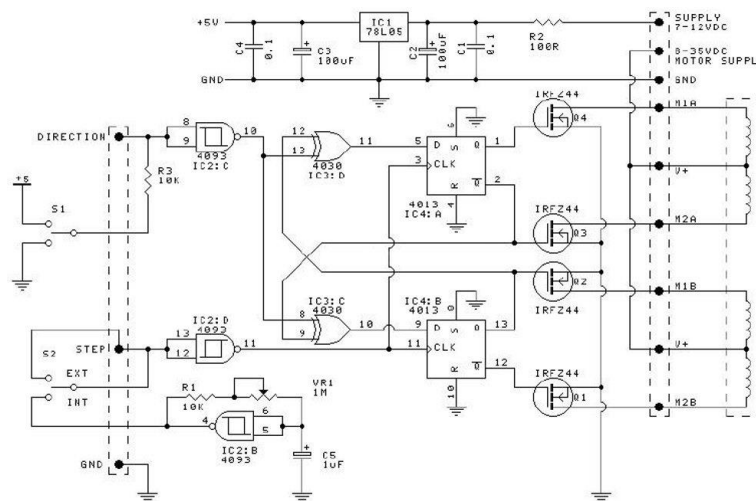 +5V
C4
0.1
C3
100uF
IC1
78L05
C2
100uF
C1
0.1
R2
100R
SUPPLY
7-12VDC
8-35VDC
MOTOR SUPPL
GND
GND
DIRECTION
8
9
10
4093
IC2:C
R3
10K
+5
S1
12
13
11
4030
IC3:D
6
5
D
S
Q
1
3
CLK
R
Q
2
4
4013
IC4:A
IRFZ44
Q4
M1A
V+
IRFZ44
Q3
M2A
Q2
IRFZ44
M1B
IC3:C
4030
8
9
10
IC4:B
4013
8
9
D
S
Q
13
11
CLK
R
Q
12
10
IRFZ44
Q1
V+
M2B
IC2:D
4093
13
12
11
STEP
S2
EXT
INT
R1
10K
VR1
1M
4
6
5
IC2:B
4093
C5
1uF
GND